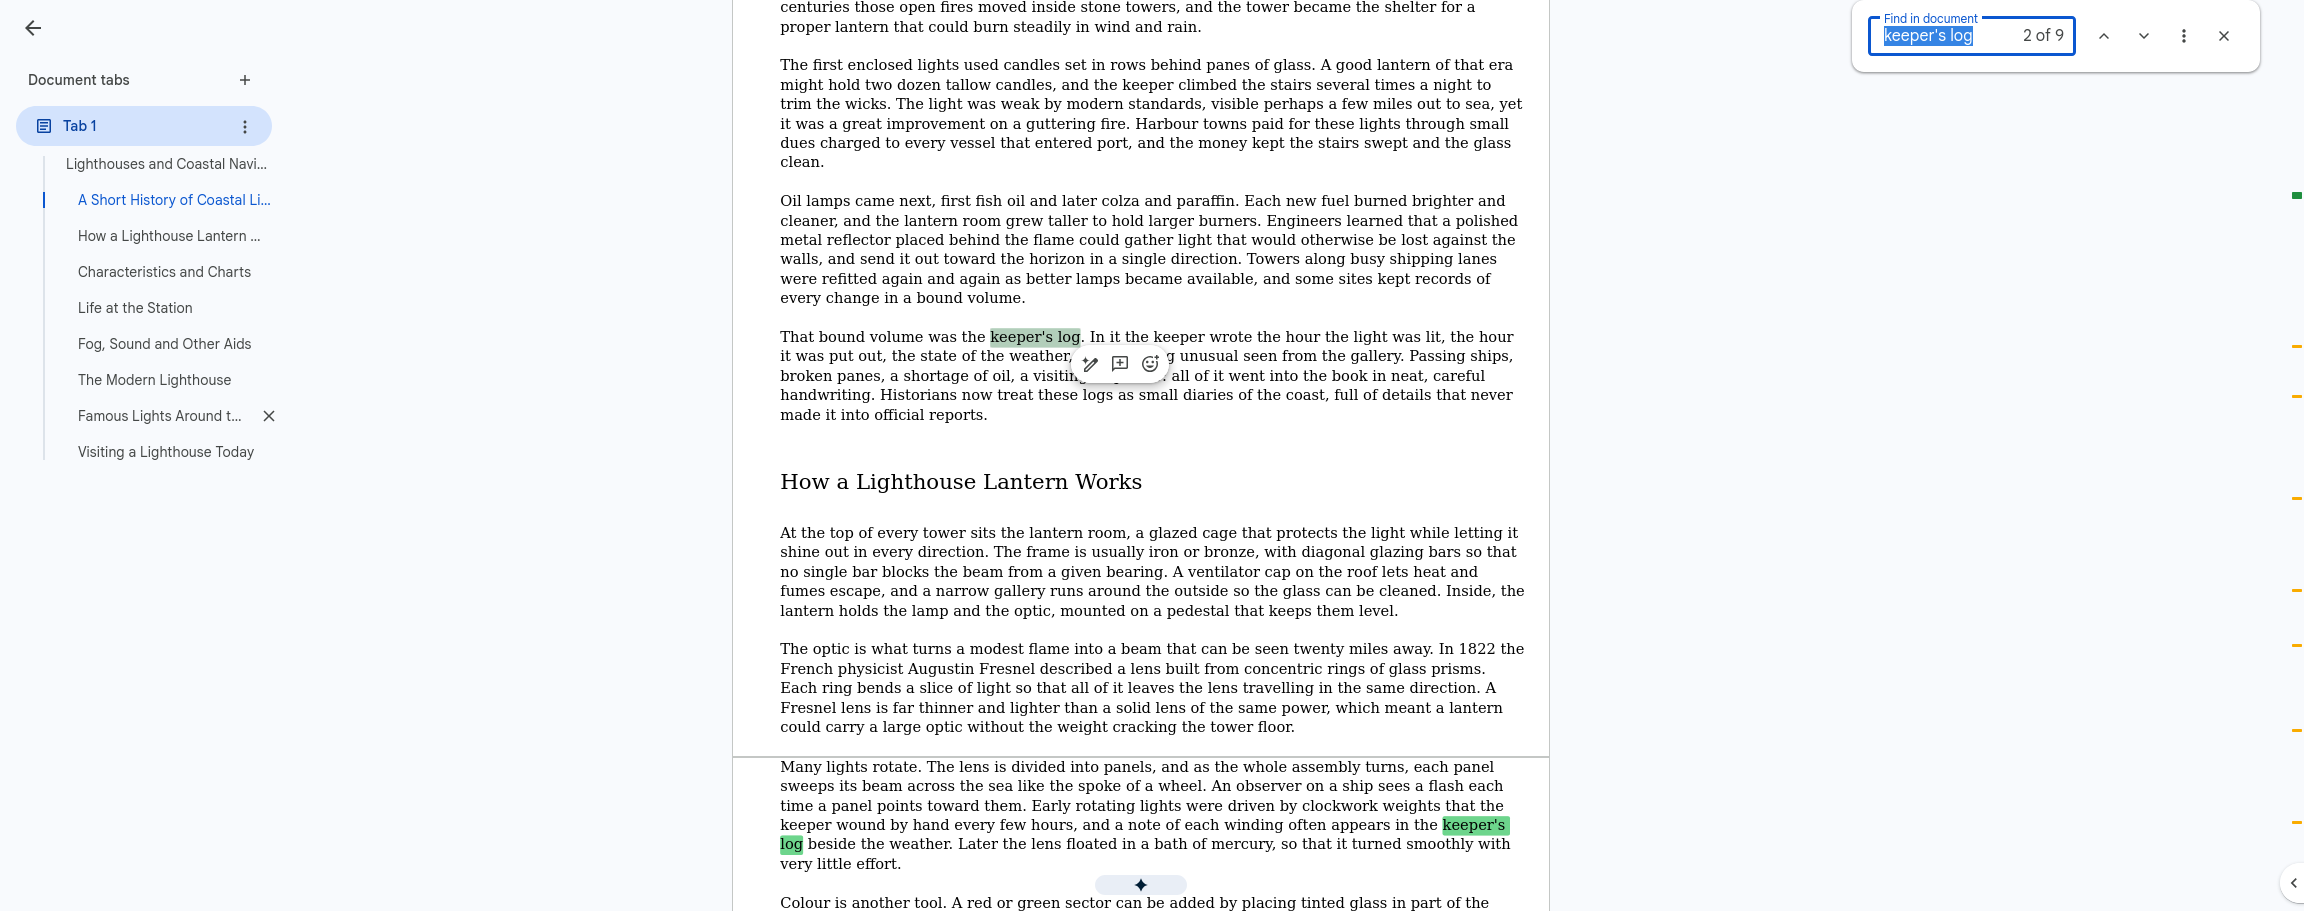 Document tabs
Tab 1
Lighthouses and Coastal Navi...
A Short History of Coastal Li...
How a Lighthouse Lantern ...
Characteristics and Charts
Life at the Station
Fog, Sound and Other Aids
The Modern Lighthouse
Famous Lights Around t...
Visiting a Lighthouse Today
centuries those open fires moved inside stone towers, and the tower became the shelter for a
proper lantern that could burn steadily in wind and rain.
The first enclosed lights used candles set in rows behind panes of glass. A good lantern of that era
might hold two dozen tallow candles, and the keeper climbed the stairs several times a night to
trim the wicks. The light was weak by modern standards, visible perhaps a few miles out to sea, yet
it was a great improvement on a guttering fire. Harbour towns paid for these lights through small
dues charged to every vessel that entered port, and the money kept the stairs swept and the glass
clean.
Oil lamps came next, first fish oil and later colza and paraffin. Each new fuel burned brighter and
cleaner, and the lantern room grew taller to hold larger burners. Engineers learned that a polished
metal reflector placed behind the flame could gather light that would otherwise be lost against the
walls, and send it out toward the horizon in a single direction. Towers along busy shipping lanes
were refitted again and again as better lamps became available, and some sites kept records of
every change in a bound volume.
That bound volume was the keeper's log. In it the keeper wrote the hour the light was lit, the hour
it was put out, the state of the weather, unusual seen from the gallery. Passing ships,
broken panes, a shortage of oil, a visiting all of it went into the book in neat, careful
handwriting. Historians now treat these logs as small diaries of the coast, full of details that never
made it into official reports.
How a Lighthouse Lantern Works
At the top of every tower sits the lantern room, a glazed cage that protects the light while letting it
shine out in every direction. The frame is usually iron or bronze, with diagonal glazing bars so that
no single bar blocks the beam from a given bearing. A ventilator cap on the roof lets heat and
fumes escape, and a narrow gallery runs around the outside so the glass can be cleaned. Inside, the
lantern holds the lamp and the optic, mounted on a pedestal that keeps them level.
The optic is what turns a modest flame into a beam that can be seen twenty miles away. In 1822 the
French physicist Augustin Fresnel described a lens built from concentric rings of glass prisms.
Each ring bends a slice of light so that all of it leaves the lens travelling in the same direction. A
Fresnel lens is far thinner and lighter than a solid lens of the same power, which meant a lantern
could carry a large optic without the weight cracking the tower floor.
Many lights rotate. The lens is divided into panels, and as the whole assembly turns, each panel
sweeps its beam across the sea like the spoke of a wheel. An observer on a ship sees a flash each
time a panel points toward them. Early rotating lights were driven by clockwork weights that the
keeper wound by hand every few hours, and a note of each winding often appears in the keeper's
log beside the weather. Later the lens floated in a bath of mercury, so that it turned smoothly with
very little effort.
Colour is another tool. A red or green sector can be added by placing tinted glass in part of the
Find in document
keeper's log 2 of 9